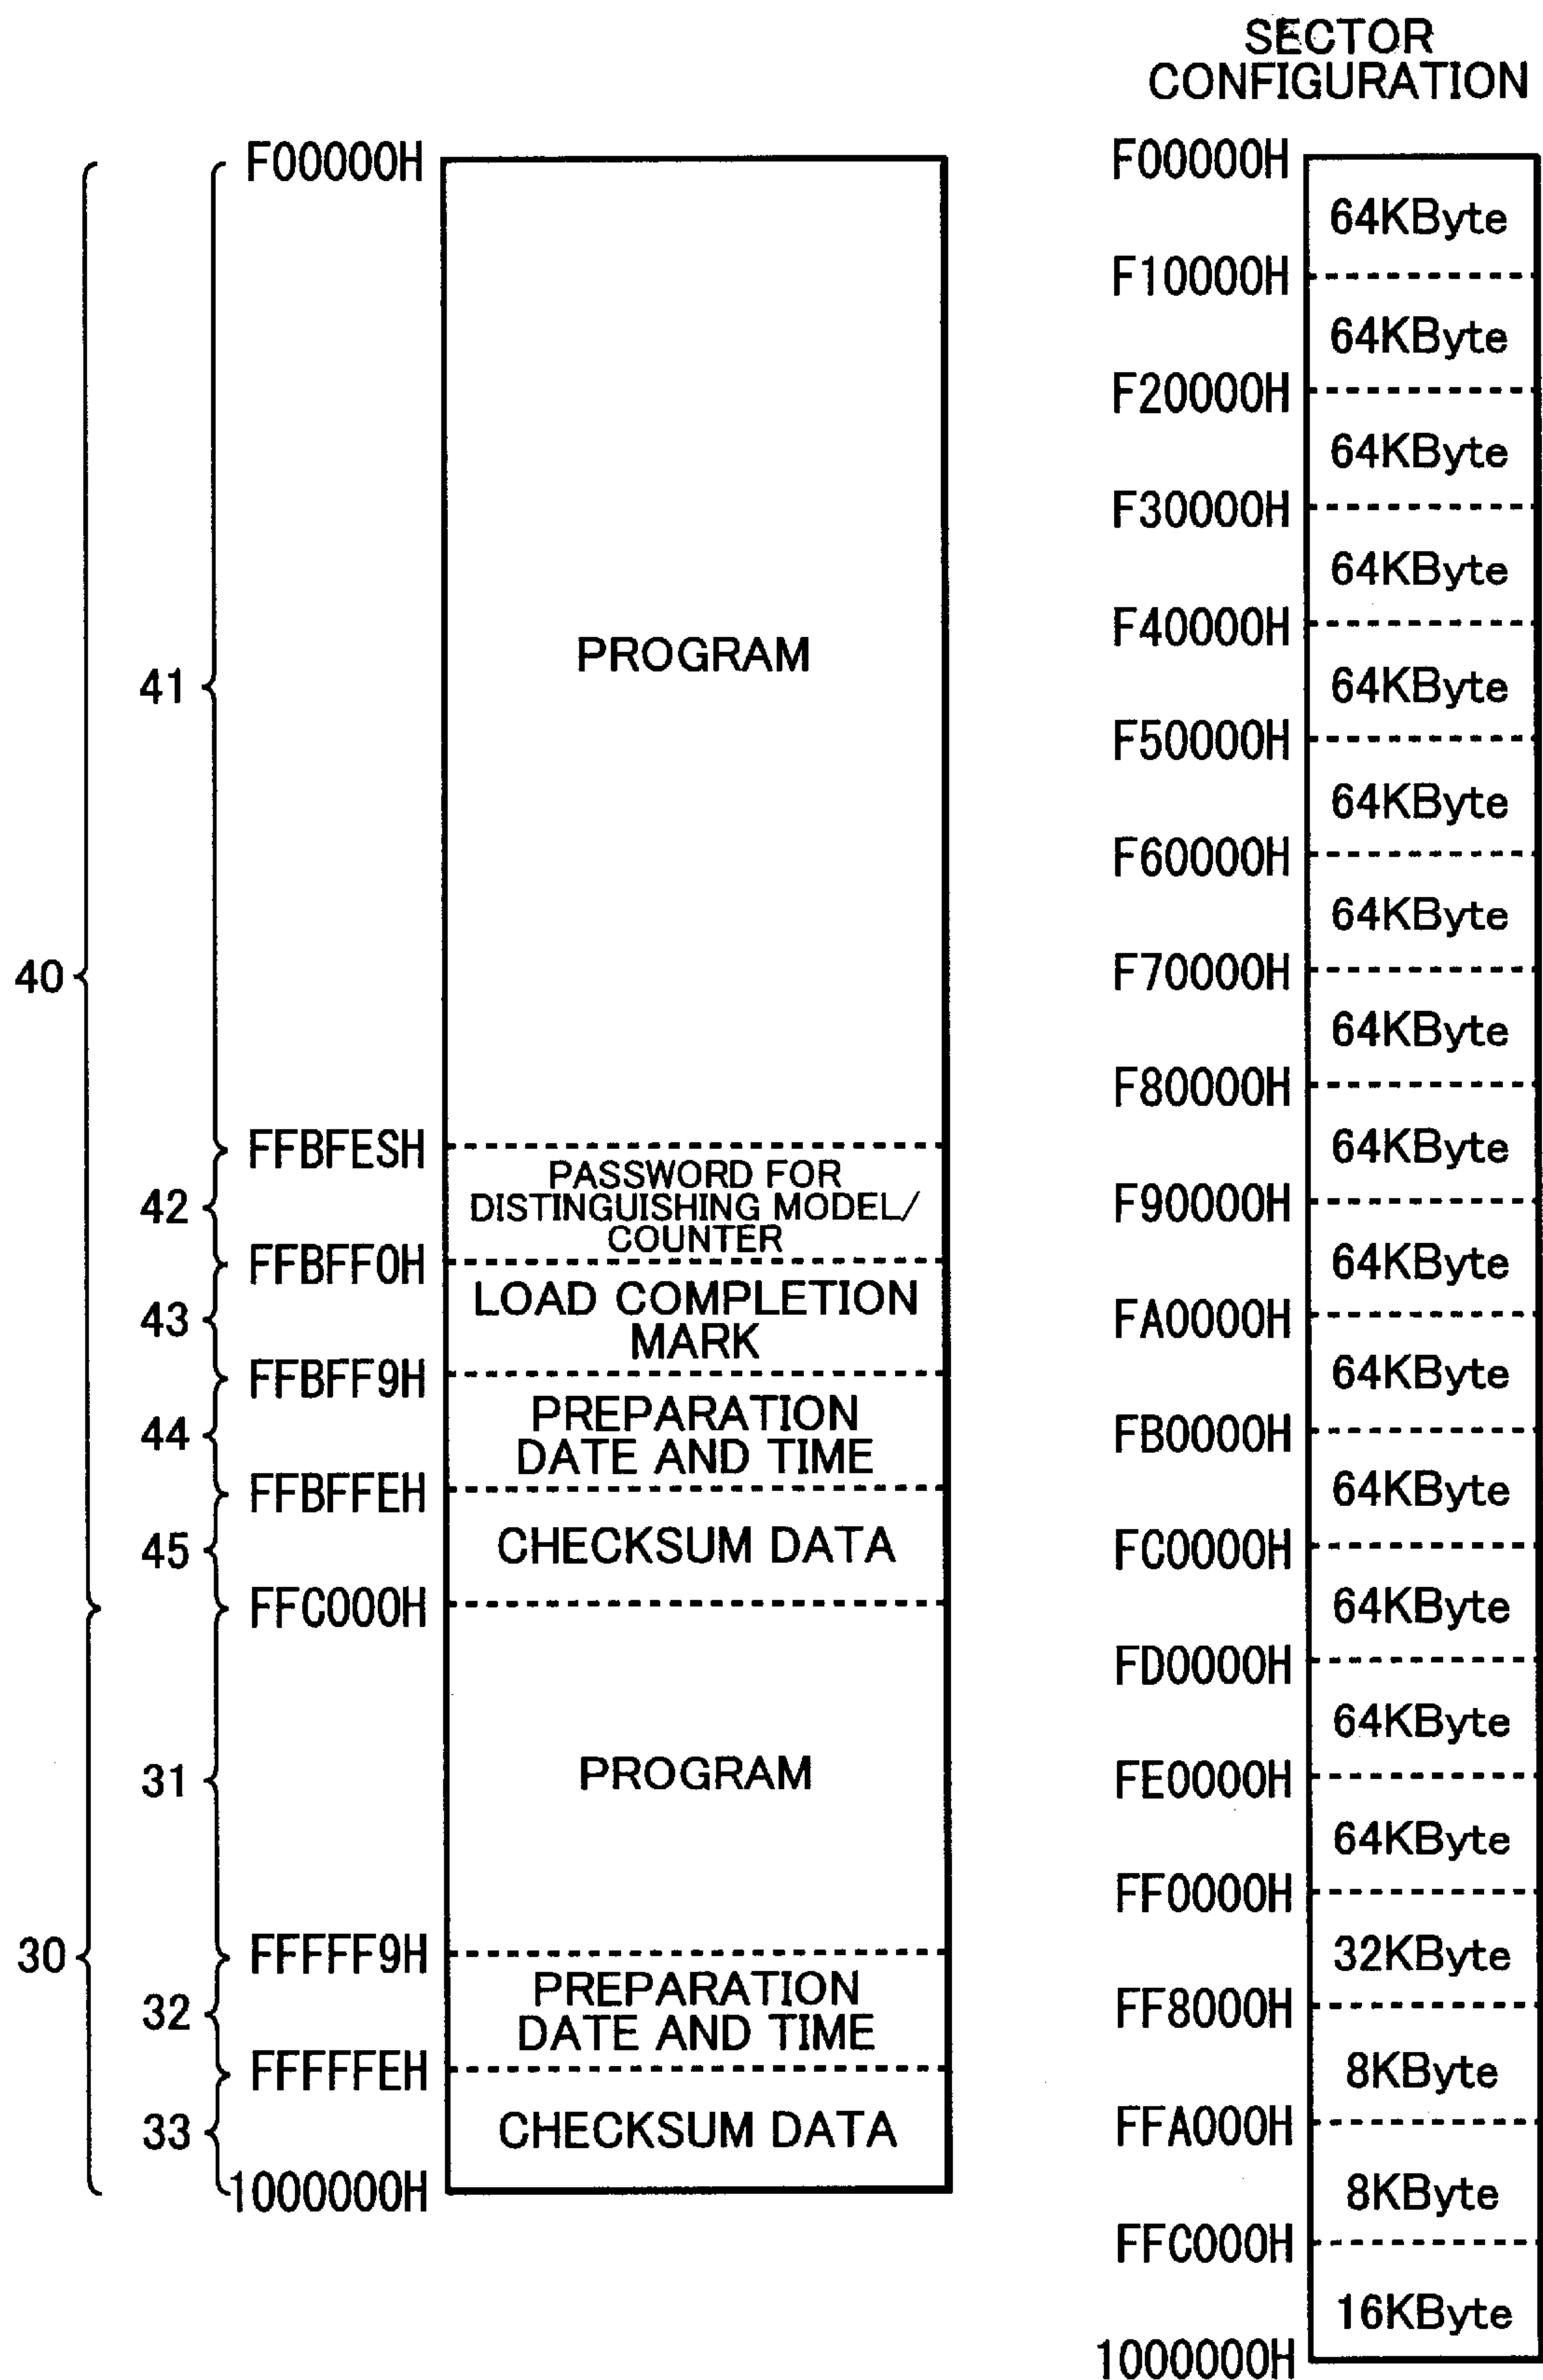 SECTOR
CONFIGURATION
F00000H
PROGRAM
41
40
FFBFESH
PASSWORD FOR
DISTINGUISHING MODEL/
COUNTER
42
FFBFF0H
LOAD COMPLETION
MARK
43
FFBFF9H
PREPARATION
DATE AND TIME
44
FFBFFEH
CHECKSUM DATA
45
FFC000H
PROGRAM
31
30
FFFFF9H
PREPARATION
DATE AND TIME
32
FFFFFEH
CHECKSUM DATA
33
1000000H
F00000H
64KByte
F10000H
64KByte
F20000H
64KByte
F30000H
64KByte
F40000H
64KByte
F50000H
64KByte
F60000H
64KByte
F70000H
64KByte
F80000H
64KByte
F90000H
64KByte
FA0000H
64KByte
FB0000H
64KByte
FC0000H
64KByte
FD0000H
64KByte
FE0000H
64KByte
FF0000H
32KByte
FF8000H
8KByte
FFA000H
8KByte
FFC000H
16KByte
1000000H